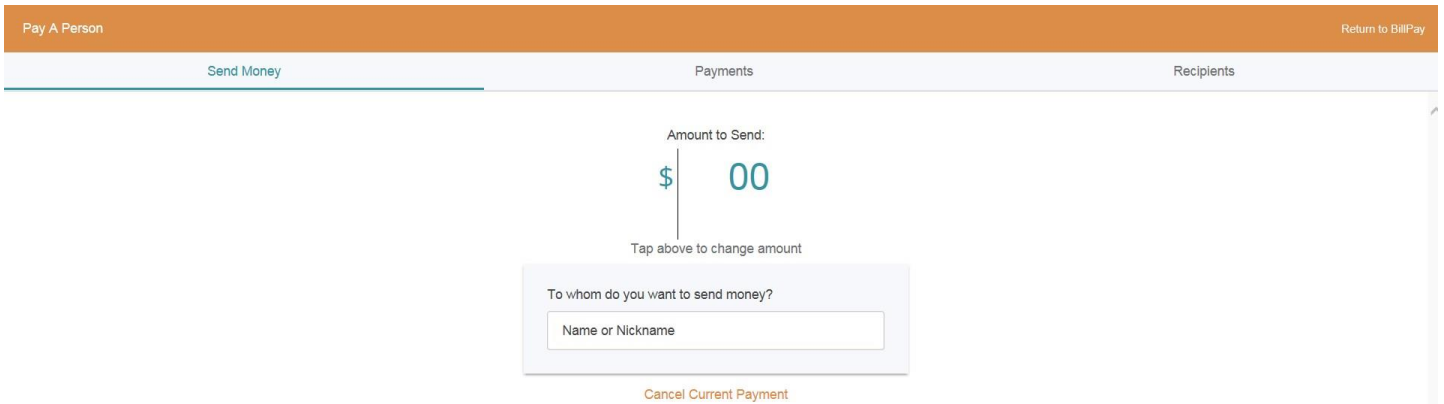 Pay A Person
Return to BillPay
Send Money
Payments
Recipients
Amount to Send:
$ 00
Tap above to change amount
To whom do you want to send money?
Name or Nickname
Cancel Current Payment